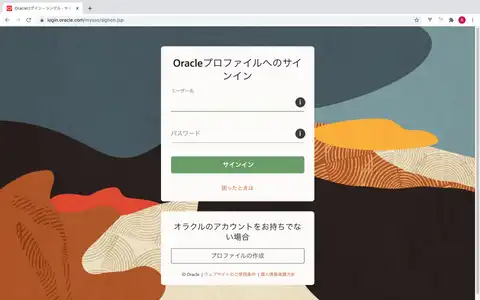 Oracleログイン - シングル・サイ
login.oracle.com/mysso/signon.jsp
Oracleプロファイルへのサイ
ンイン
ユーザー名
パスワード
サインイン
困ったときは
オラクルのアカウントをお持ちでな
い場合
プロファイルの作成
© Oracle | ウェブサイトのご使用条件 | 個人情報保護方針